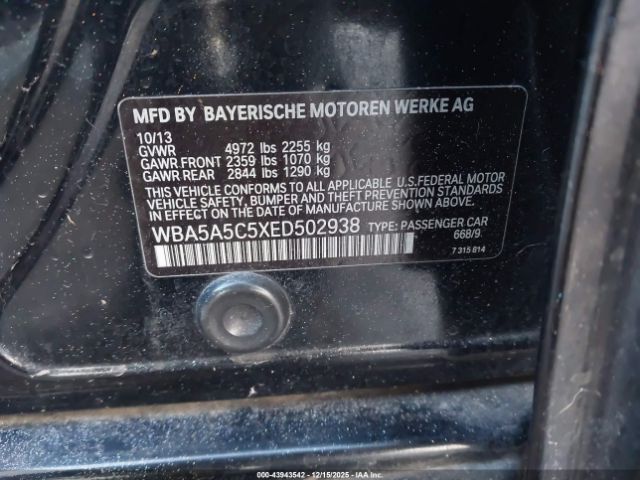 MFD BY BAYERISCHE MOTOREN WERKE AG
10/13
GVWR 4972 lbs 2255 kg
GAWR FRONT 2359 lbs 1070 kg
GAWR REAR 2844 lbs 1290 kg
THIS VEHICLE CONFORMS TO ALL APPLICABLE U.S.FEDERAL MOTOR
VEHICLE SAFETY, BUMPER AND THEFT PREVENTION STANDARDS
IN EFFECT ON THE DATE OF MANUFACTURE SHOWN ABOVE.
WBA5A5C5XED502938 TYPE: PASSENGER CAR
668/9
7 315 814
000-43943542 - 12/15/2025 - IAA Inc.